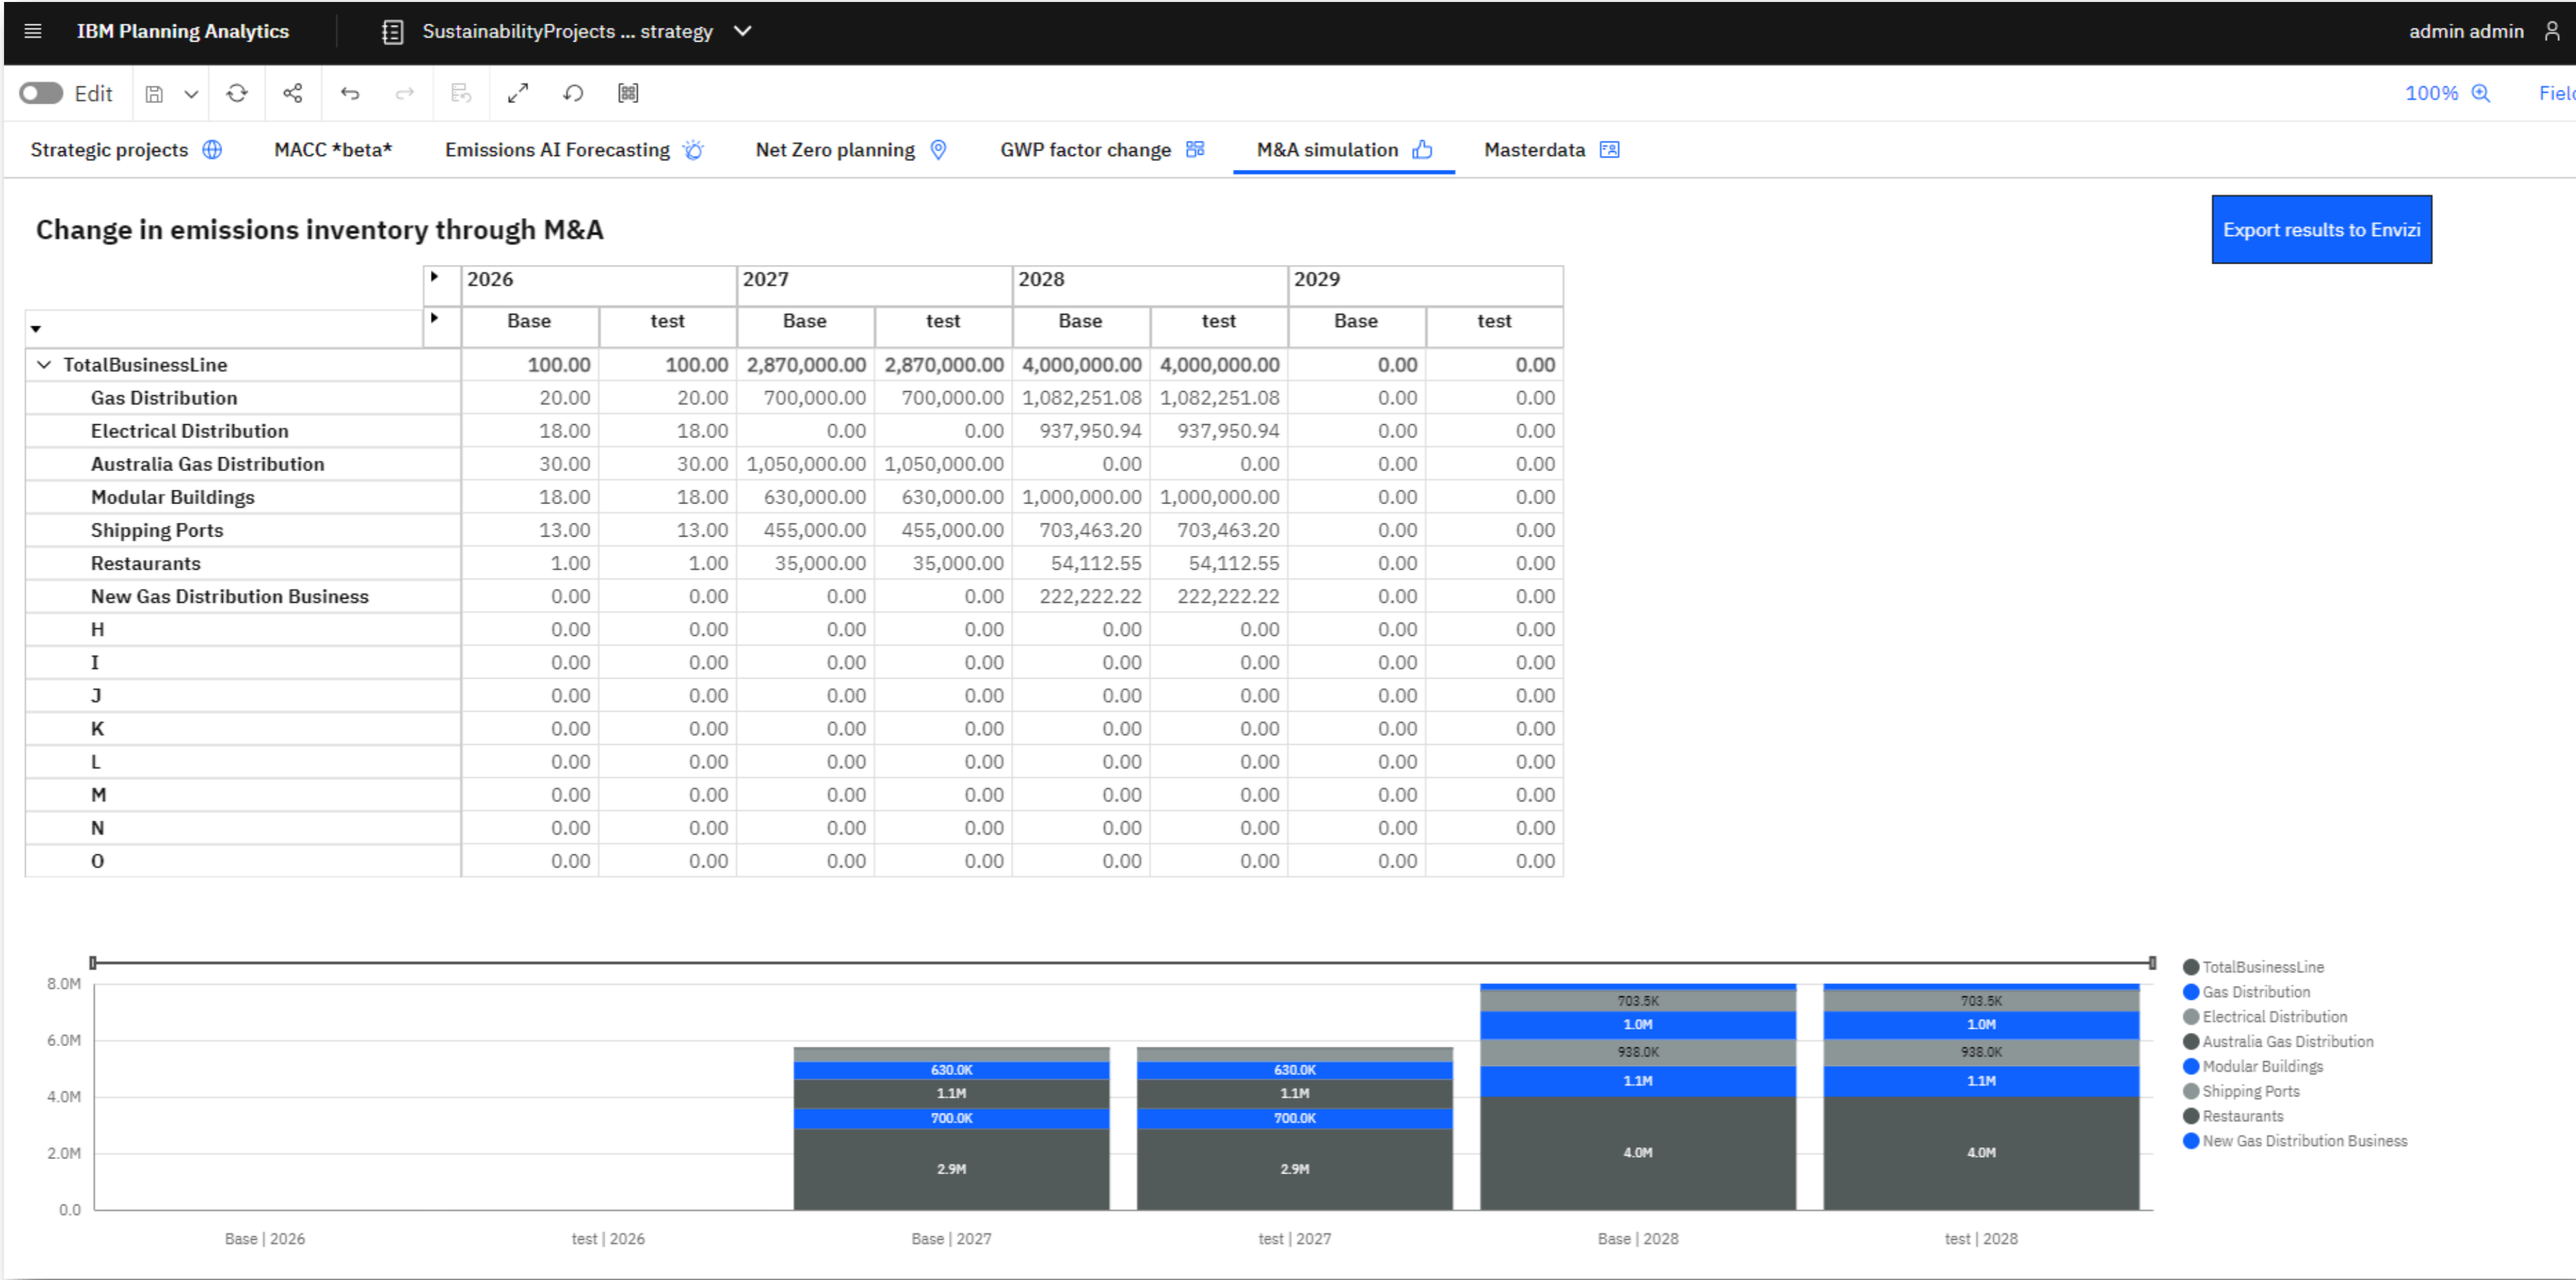 IBM Planning Analytics SustainabilityProjects ... strategy admin admin
Edit 100% Field
Strategic projects MACC *beta* Emissions AI Forecasting Net Zero planning GWP factor change M&A simulation Masterdata
Change in emissions inventory through M&A
Export results to Envizi
2026 2027 2028 2029
Base test Base test Base test Base test
TotalBusinessLine 100.00 100.00 2,870,000.00 2,870,000.00 4,000,000.00 4,000,000.00 0.00 0.00
Gas Distribution 20.00 20.00 700,000.00 700,000.00 1,082,251.08 1,082,251.08 0.00 0.00
Electrical Distribution 18.00 18.00 0.00 0.00 937,950.94 937,950.94 0.00 0.00
Australia Gas Distribution 30.00 30.00 1,050,000.00 1,050,000.00 0.00 0.00 0.00 0.00
Modular Buildings 18.00 18.00 630,000.00 630,000.00 1,000,000.00 1,000,000.00 0.00 0.00
Shipping Ports 13.00 13.00 455,000.00 455,000.00 703,463.20 703,463.20 0.00 0.00
Restaurants 1.00 1.00 35,000.00 35,000.00 54,112.55 54,112.55 0.00 0.00
New Gas Distribution Business 0.00 0.00 0.00 0.00 222,222.22 222,222.22 0.00 0.00
H 0.00 0.00 0.00 0.00 0.00 0.00 0.00 0.00
I 0.00 0.00 0.00 0.00 0.00 0.00 0.00 0.00
J 0.00 0.00 0.00 0.00 0.00 0.00 0.00 0.00
K 0.00 0.00 0.00 0.00 0.00 0.00 0.00 0.00
L 0.00 0.00 0.00 0.00 0.00 0.00 0.00 0.00
M 0.00 0.00 0.00 0.00 0.00 0.00 0.00 0.00
N 0.00 0.00 0.00 0.00 0.00 0.00 0.00 0.00
O 0.00 0.00 0.00 0.00 0.00 0.00 0.00 0.00
8.0M
6.0M
4.0M
2.0M
0.0
630.0K
1.1M
700.0K
2.9M
630.0K
1.1M
700.0K
2.9M
703.5K
1.0M
938.0K
1.1M
4.0M
703.5K
1.0M
938.0K
1.1M
4.0M
Base | 2026 test | 2026 Base | 2027 test | 2027 Base | 2028 test | 2028
TotalBusinessLine
Gas Distribution
Electrical Distribution
Australia Gas Distribution
Modular Buildings
Shipping Ports
Restaurants
New Gas Distribution Business